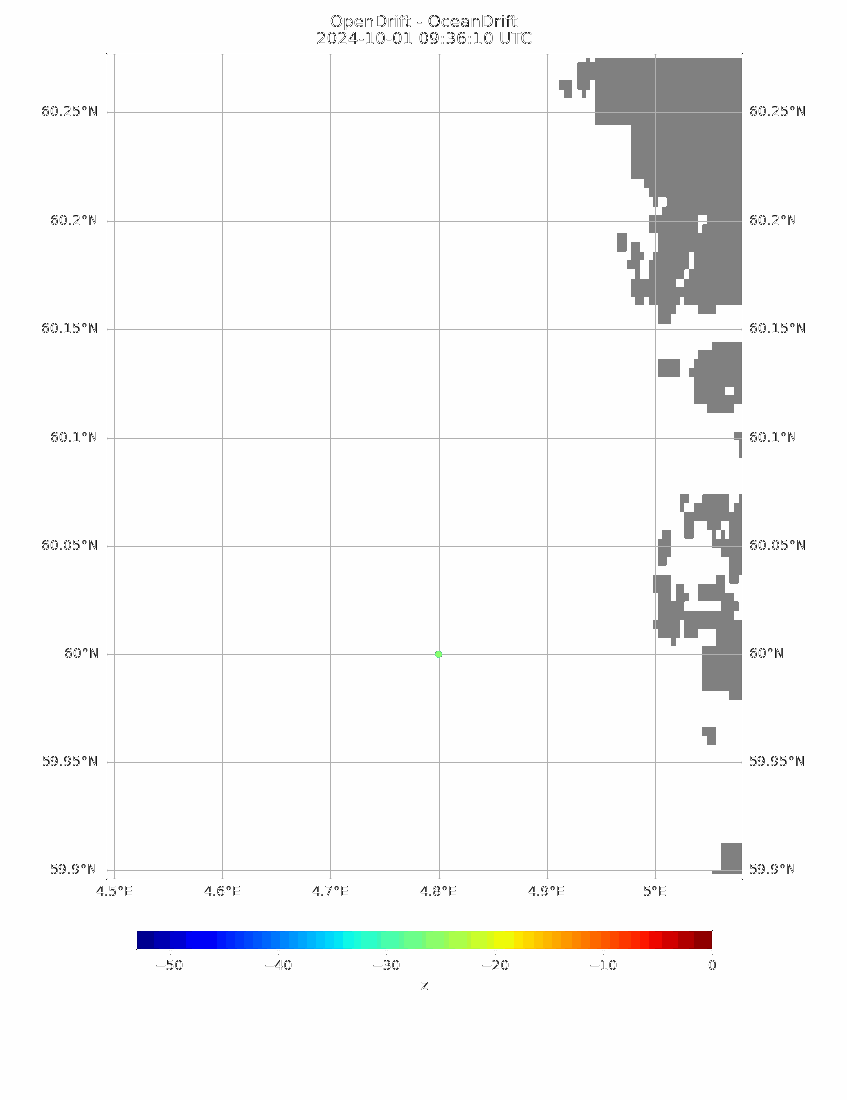 OpenDrift - OceanDrift
2024-10-01 09:36:10 UTC
60.25°N 60.25°N
60.2°N 60.2°N
60.15°N 60.15°N
60.1°N 60.1°N
60.05°N 60.05°N
60°N 60°N
59.95°N 59.95°N
59.9°N 59.9°N
4.5°E 4.6°E 4.7°E 4.8°E 4.9°E 5°E
−50 −40 −30 −20 −10 0
z